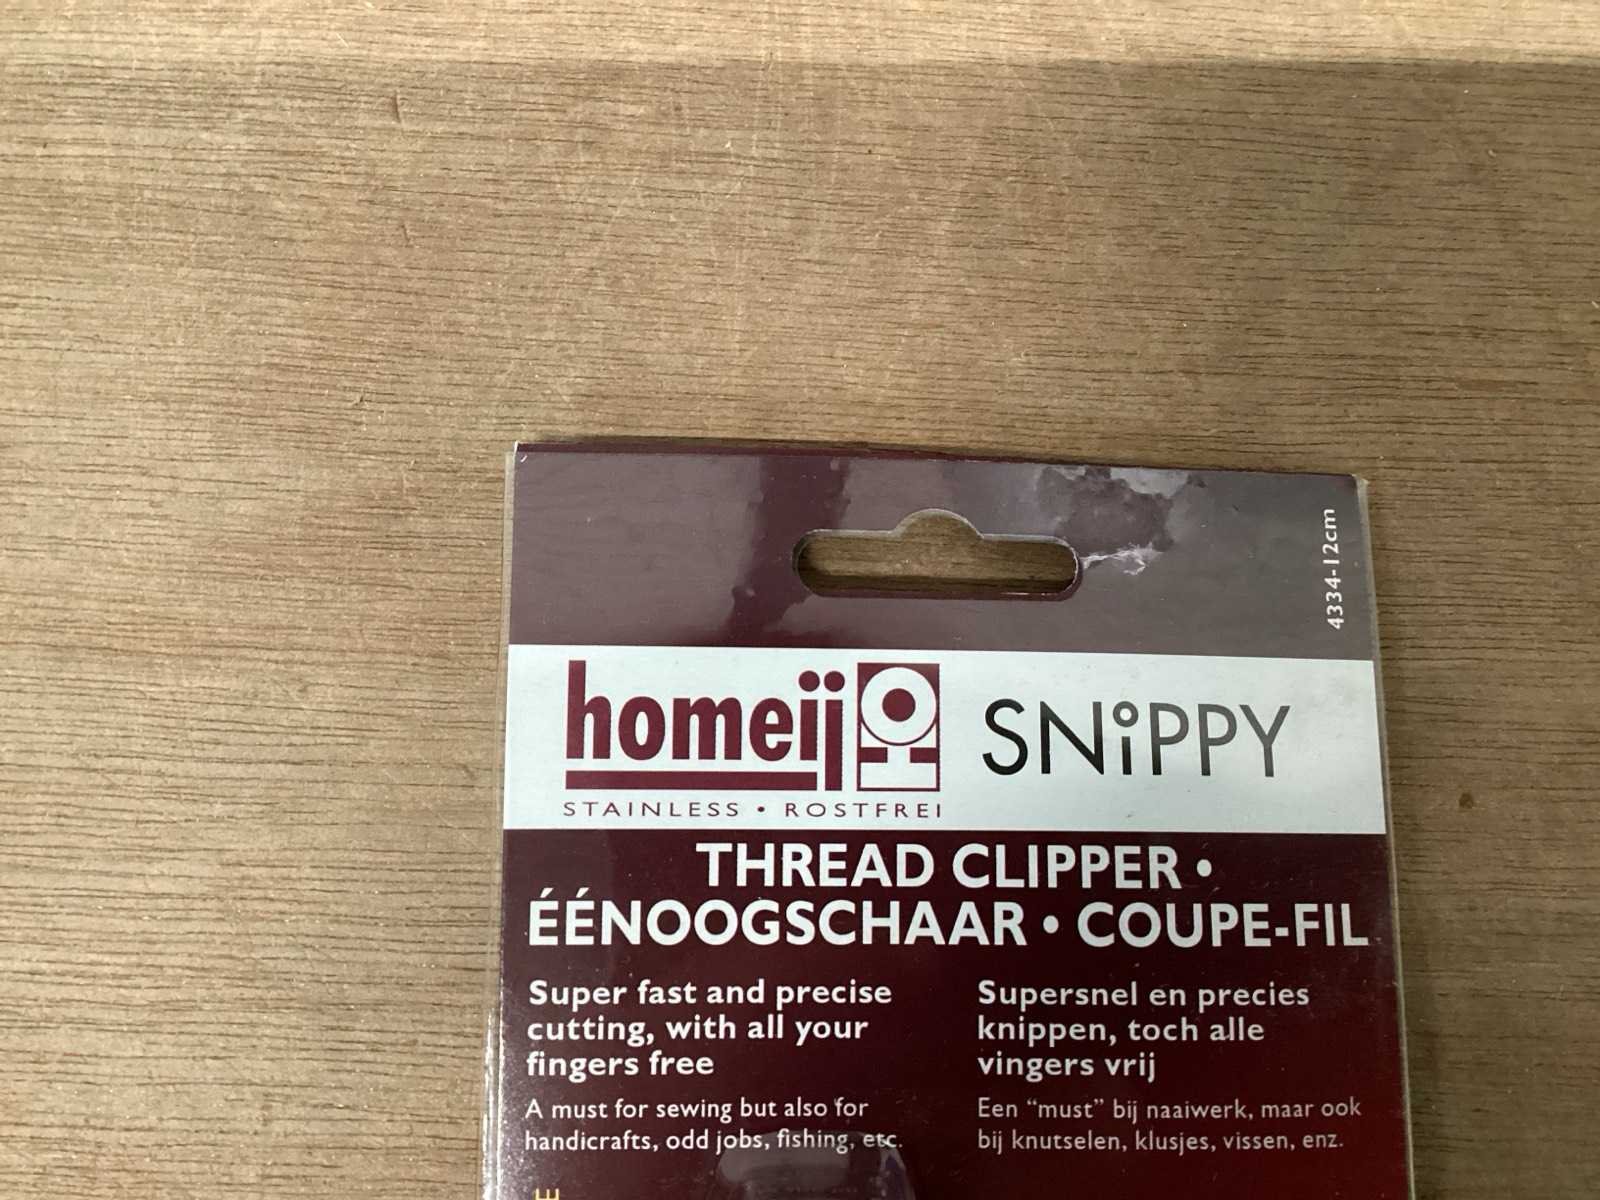 4334-12cm
homeij HO SNiPPY
STAINLESS • ROSTFREI
THREAD CLIPPER •
ÉÉNOOGSCHAAR • COUPE-FIL
Super fast and precise
cutting, with all your
fingers free
A must for sewing but also for
handicrafts, odd jobs, fishing, etc.
Supersnel en precies
knippen, toch alle
vingers vrij
Een “must” bij naaiwerk, maar ook
bij knutselen, klusjes, vissen, enz.